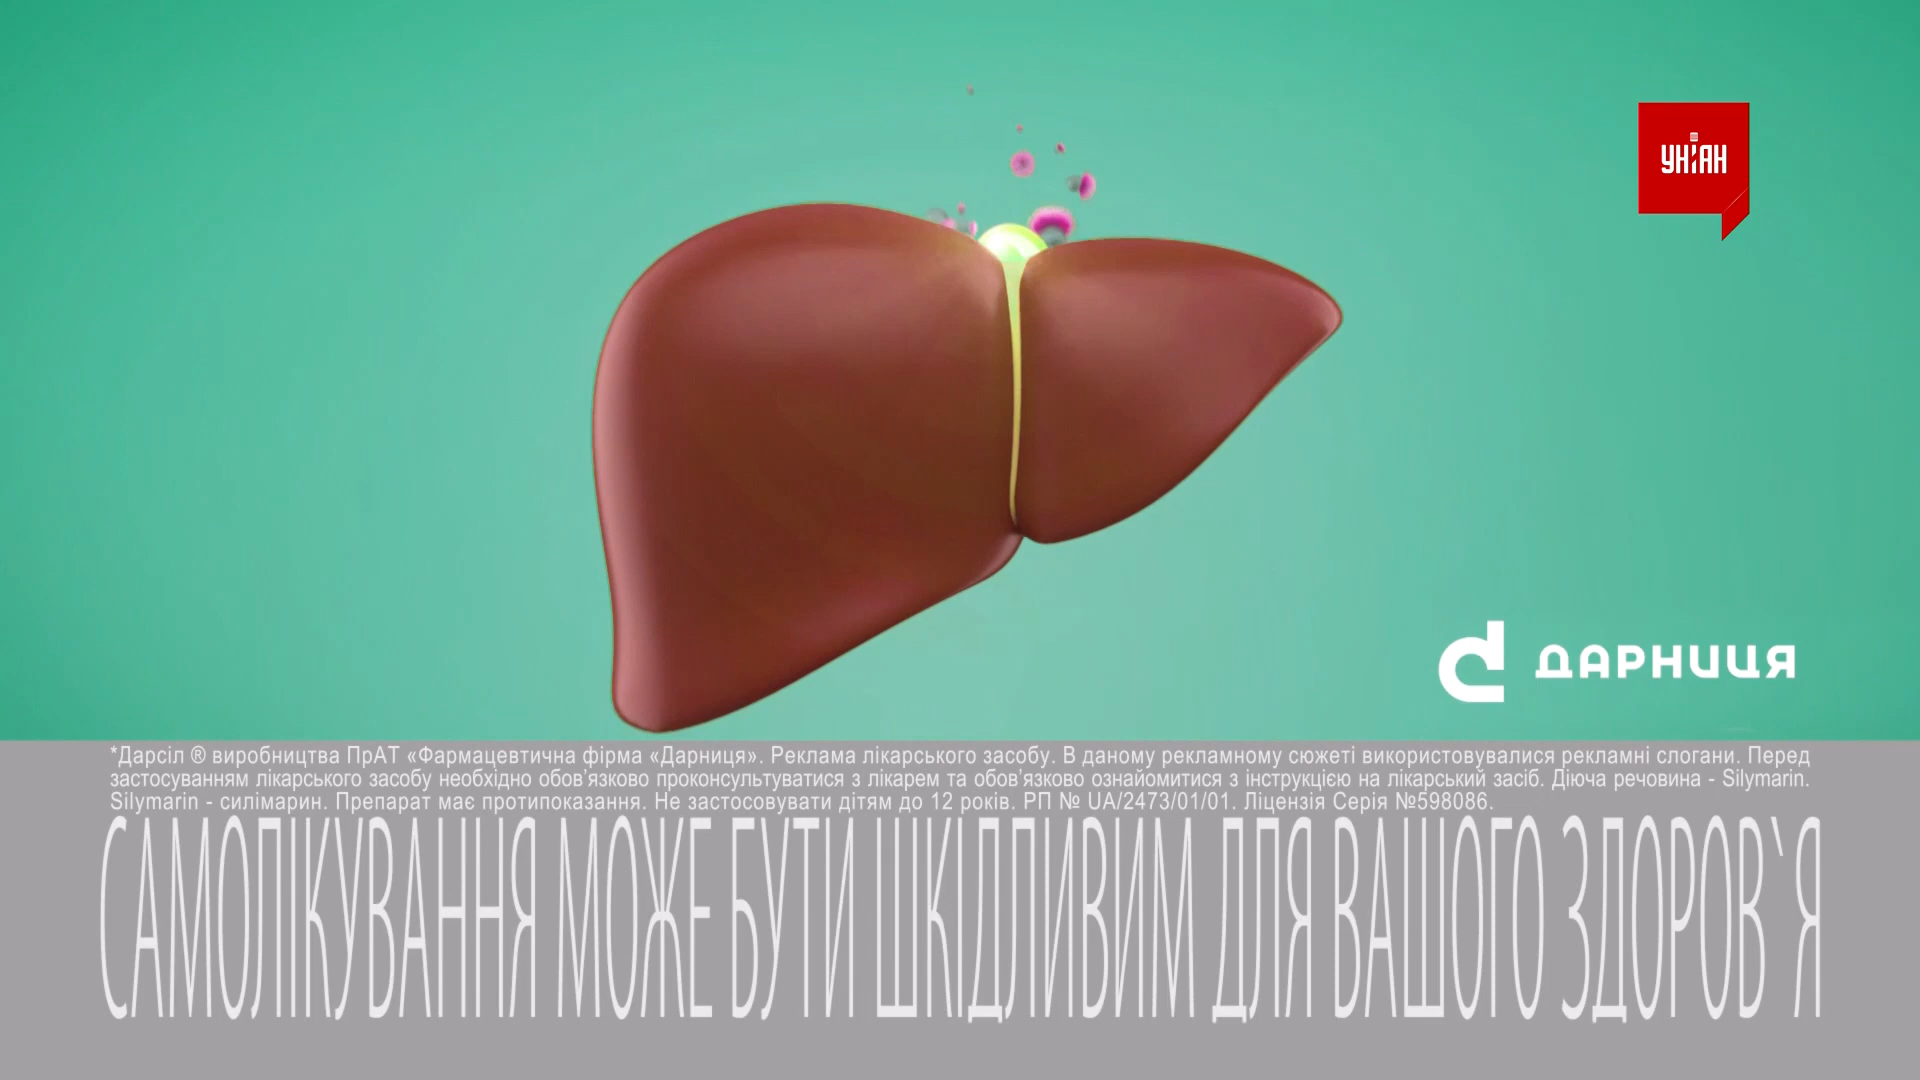 УНІАН
ДАРНИЦЯ
*Дарсіл ® виробництва ПрАТ «Фармацевтична фірма «Дарниця». Реклама лікарського засобу. В даному рекламному сюжеті використовувалися рекламні слогани. Перед
застосуванням лікарського засобу необхідно обов'язково проконсультуватися з лікарем та обов'язково ознайомитися з інструкцією на лікарський засіб. Діюча речовина - Silymarin.
Silymarin - силімарин. Препарат має протипоказання. Не застосовувати дітям до 12 років. РП № UA/2473/01/01. Ліцензія Серія №598086.
САМОЛІКУВАННЯ МОЖЕ БУТИ ШКІДЛИВИМ ДЛЯ ВАШОГО ЗДОРОВ`Я